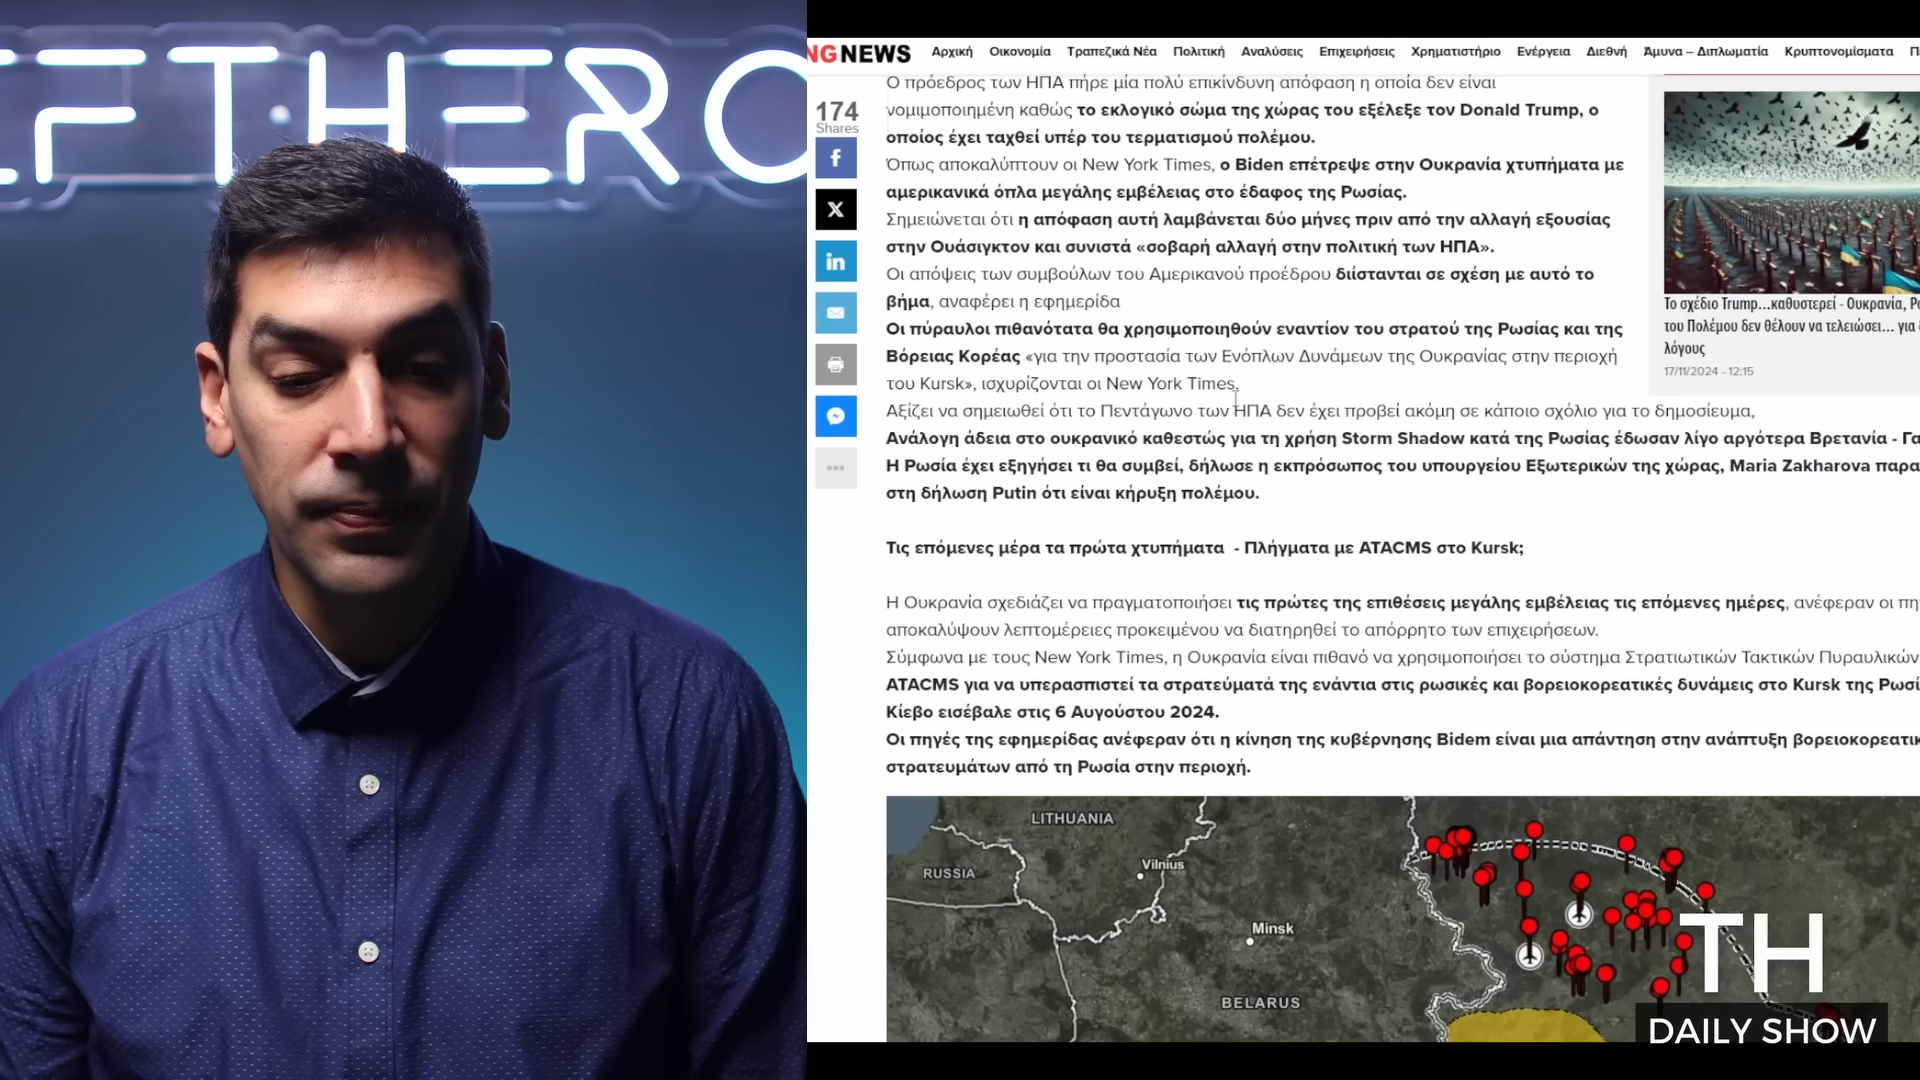 EFTHERO
NG NEWS
Αρχική Οικονομία Τραπεζικά Νέα Πολιτική Αναλύσεις Επιχειρήσεις Χρηματιστήριο Ενέργεια Διεθνή Άμυνα – Διπλωματία Κρυπτονομίσματα
Ο πρόεδρος των ΗΠΑ πήρε μία πολύ επικίνδυνη απόφαση η οποία δεν είναι
νομιμοποιημένη καθώς το εκλογικό σώμα της χώρας του εξέλεξε τον Donald Trump, ο
οποίος έχει ταχθεί υπέρ του τερματισμού πολέμου.
Όπως αποκαλύπτουν οι New York Times, ο Biden επέτρεψε στην Ουκρανία χτυπήματα με
αμερικανικά όπλα μεγάλης εμβέλειας στο έδαφος της Ρωσίας.
Σημειώνεται ότι η απόφαση αυτή λαμβάνεται δύο μήνες πριν από την αλλαγή εξουσίας
στην Ουάσιγκτον και συνιστά «σοβαρή αλλαγή στην πολιτική των ΗΠΑ».
Οι απόψεις των συμβούλων του Αμερικανού προέδρου διίστανται σε σχέση με αυτό το
βήμα, αναφέρει η εφημερίδα
Οι πύραυλοι πιθανότατα θα χρησιμοποιηθούν εναντίον του στρατού της Ρωσίας και της
Βόρειας Κορέας «για την προστασία των Ενόπλων Δυνάμεων της Ουκρανίας στην περιοχή
του Kursk», ισχυρίζονται οι New York Times.
Αξίζει να σημειωθεί ότι το Πεντάγωνο των ΗΠΑ δεν έχει προβεί ακόμη σε κάποιο σχόλιο για το δημοσίευμα,
Ανάλογη άδεια στο ουκρανικό καθεστώς για τη χρήση Storm Shadow κατά της Ρωσίας έδωσαν λίγο αργότερα Βρετανία - Γα
Η Ρωσία έχει εξηγήσει τι θα συμβεί, δήλωσε η εκπρόσωπος του υπουργείου Εξωτερικών της χώρας, Maria Zakharova παρα
στη δήλωση Putin ότι είναι κήρυξη πολέμου.
Τις επόμενες μέρα τα πρώτα χτυπήματα - Πλήγματα με ATACMS στο Kursk;
Η Ουκρανία σχεδιάζει να πραγματοποιήσει τις πρώτες της επιθέσεις μεγάλης εμβέλειας τις επόμενες ημέρες, ανέφεραν οι πη
αποκαλύψουν λεπτομέρειες προκειμένου να διατηρηθεί το απόρρητο των επιχειρήσεων.
Σύμφωνα με τους New York Times, η Ουκρανία είναι πιθανό να χρησιμοποιήσει το σύστημα Στρατιωτικών Τακτικών Πυραυλικών
ATACMS για να υπερασπιστεί τα στρατεύματά της ενάντια στις ρωσικές και βορειοκορεατικές δυνάμεις στο Kursk της Ρωσί
Κίεβο εισέβαλε στις 6 Αυγούστου 2024.
Οι πηγές της εφημερίδας ανέφεραν ότι η κίνηση της κυβέρνησης Bidem είναι μια απάντηση στην ανάπτυξη βορειοκορεατικ
στρατευμάτων από τη Ρωσία στην περιοχή.
174
Shares
Το σχέδιο Trump...καθυστερεί - Ουκρανία, Ρω
του Πολέμου δεν θέλουν να τελειώσει... για δ
λόγους
17/11/2024 - 12:15
LITHUANIA
RUSSIA
Vilnius
Minsk
BELARUS
TH
DAILY SHOW